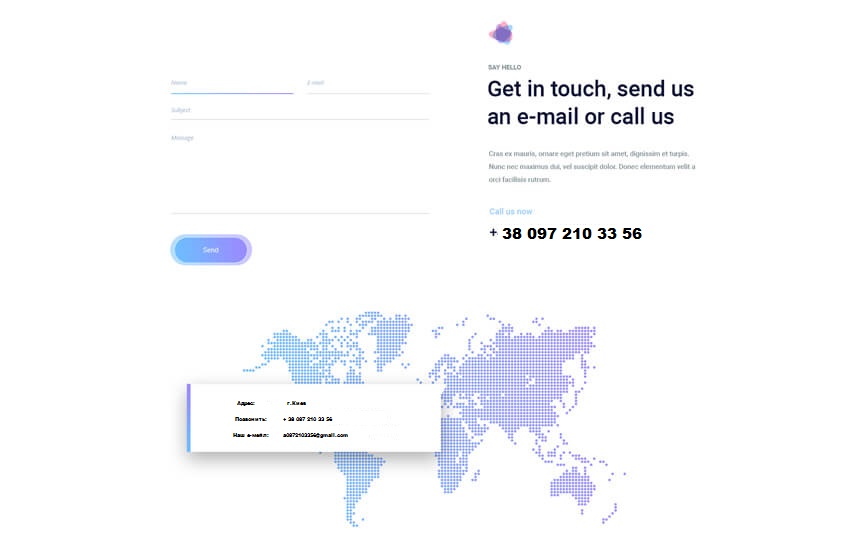 SAY HELLO
Get in touch, send us
an e-mail or call us
Cras ex mauris, ornare eget pretium sit amet, dignissim et turpis.
Nunc nec maximus dui, vel suscipit dolor. Donec elementum velit a
orci facilisis rutrum.
Call us now
+ 38 097 210 33 56
Name
E-mail
Subject
Message
Send
Адрес: г.Киев
Позвонить: + 38 097 210 33 56
Наш е-мейл: a0972103356@gmail.com